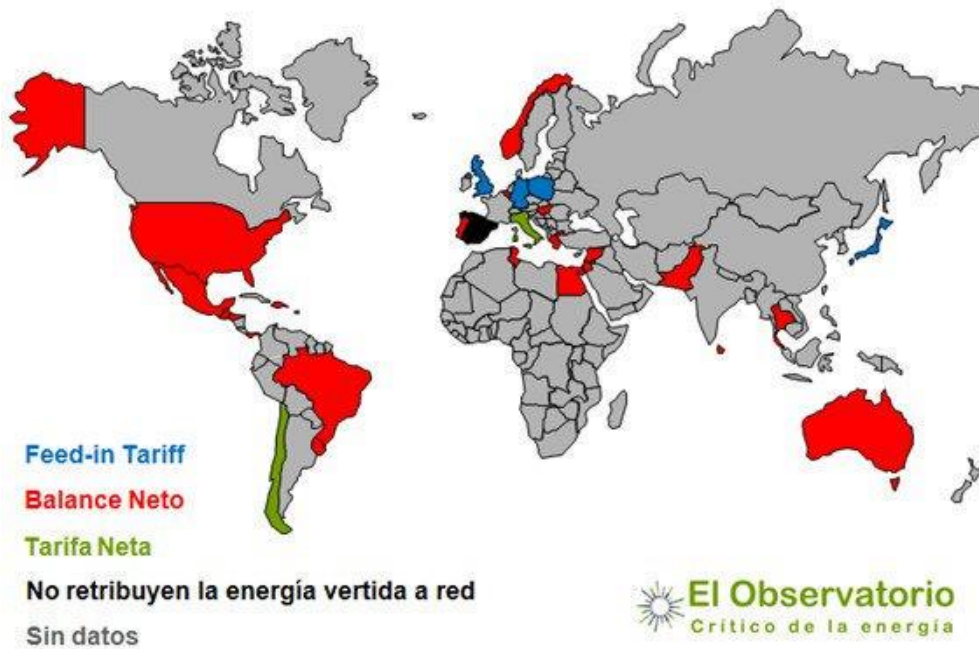 Feed-in Tariff
Balance Neto
Tarifa Neta
No retribuyen la energía vertida a red
Sin datos
El Observatorio
Crítico de la energía